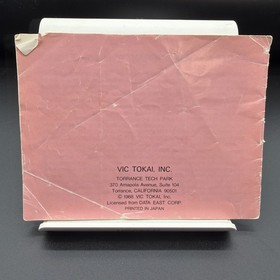 VIC TOKAI, INC.
TORRANCE TECH PARK
370 Amapola Avenue, Suite 104
Torrance, CALIFORNIA 90501
© 1989 VIC TOKAI, INC.
Licensed from DATA EAST CORP.
PRINTED IN JAPAN